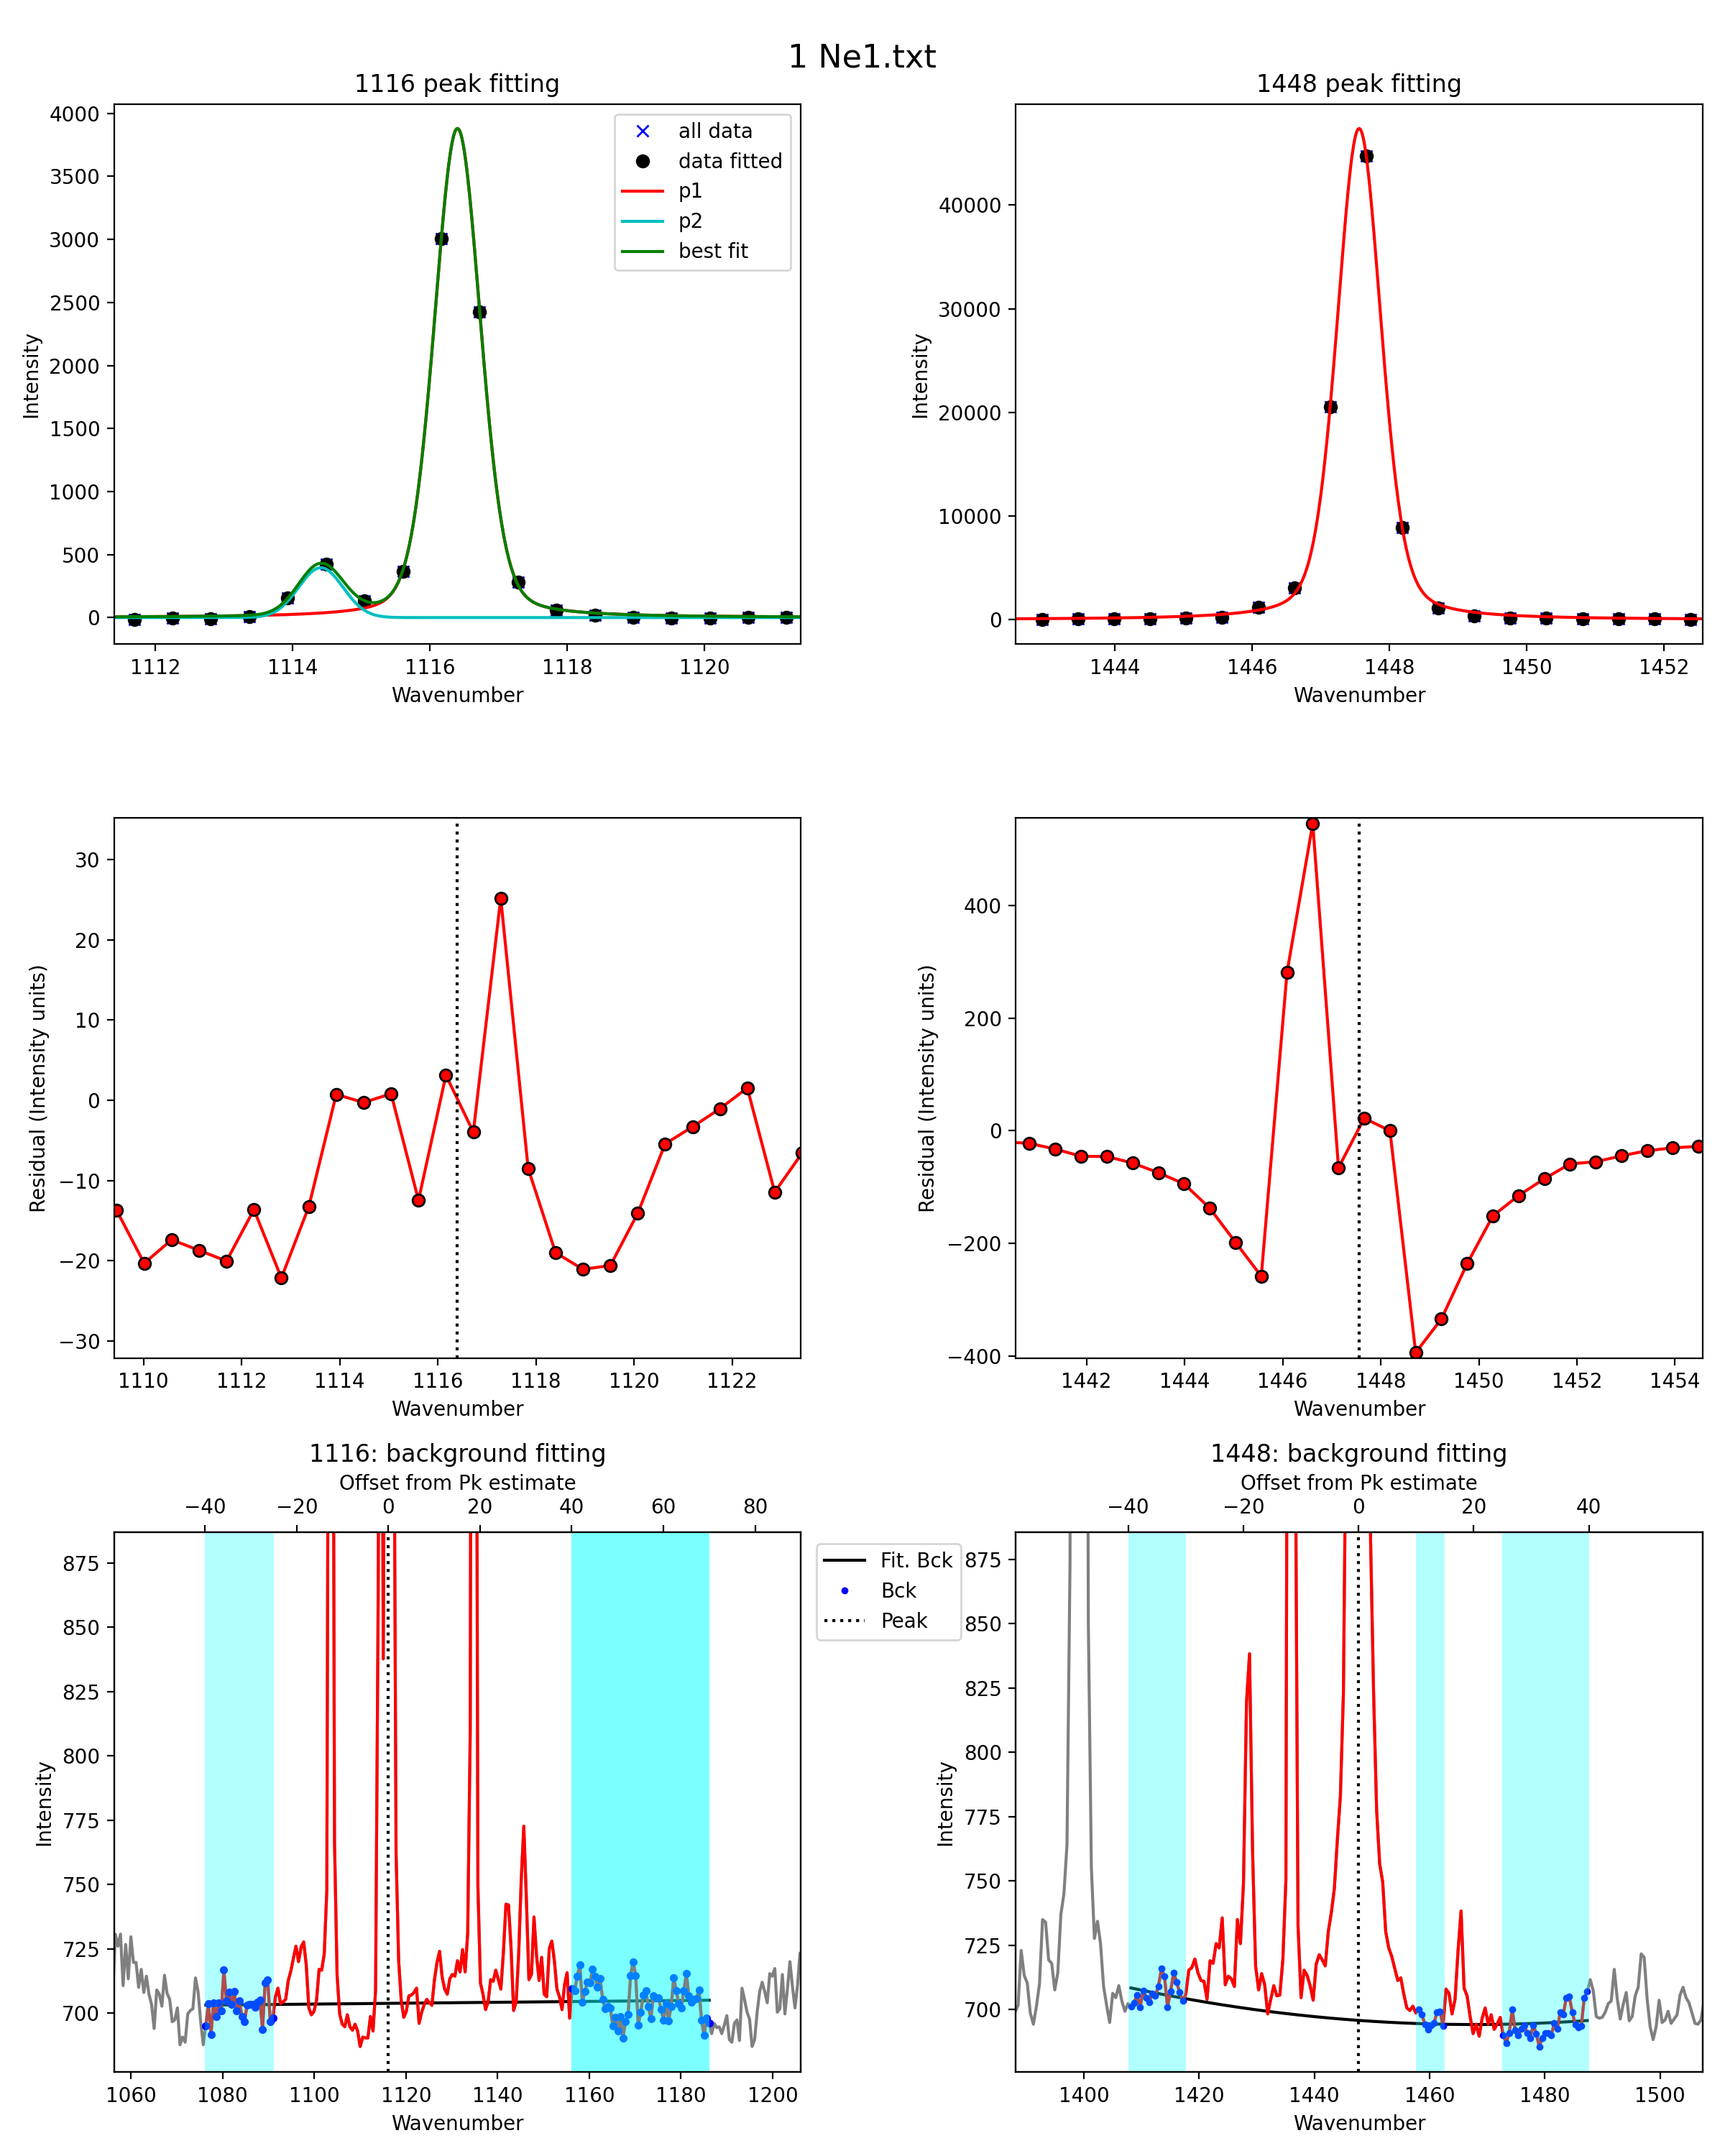 1 Ne1.txt
1116 peak fitting
4000
3500
3000
2500
2000
1500
1000
500
0
Intensity
1112 1114 1116 1118 1120
Wavenumber
all data
data fitted
p1
p2
best fit
1448 peak fitting
40000
30000
20000
10000
0
Intensity
1444 1446 1448 1450 1452
Wavenumber
30
20
10
0
−10
−20
−30
Residual (Intensity units)
1110 1112 1114 1116 1118 1120 1122
Wavenumber
400
200
0
−200
−400
Residual (Intensity units)
1442 1444 1446 1448 1450 1452 1454
Wavenumber
1116: background fitting
Offset from Pk estimate
−40 −20 0 20 40 60 80
875
850
825
800
775
750
725
700
Intensity
1060 1080 1100 1120 1140 1160 1180 1200
Wavenumber
Fit. Bck
Bck
Peak
1448: background fitting
Offset from Pk estimate
−40 −20 0 20 40
875
850
825
800
775
750
725
700
Intensity
1400 1420 1440 1460 1480 1500
Wavenumber